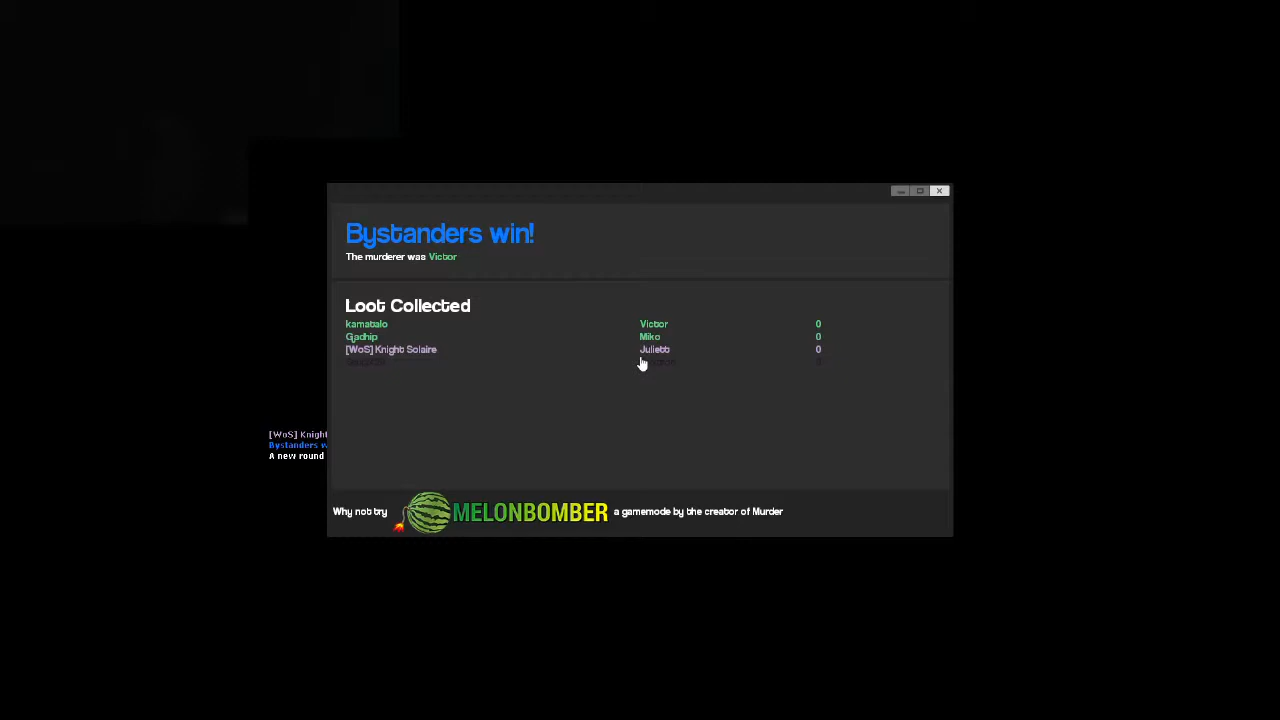 Bystanders win!
The murderer was Victor
Loot Collected
kamatalo Victor 0
Gjadhip Miko 0
[WoS] Knight Solaire Juliett 0
[WoS] Knight
Bystanders w
A new round
Why not try MELONBOMBER a gamemode by the creator of Murder